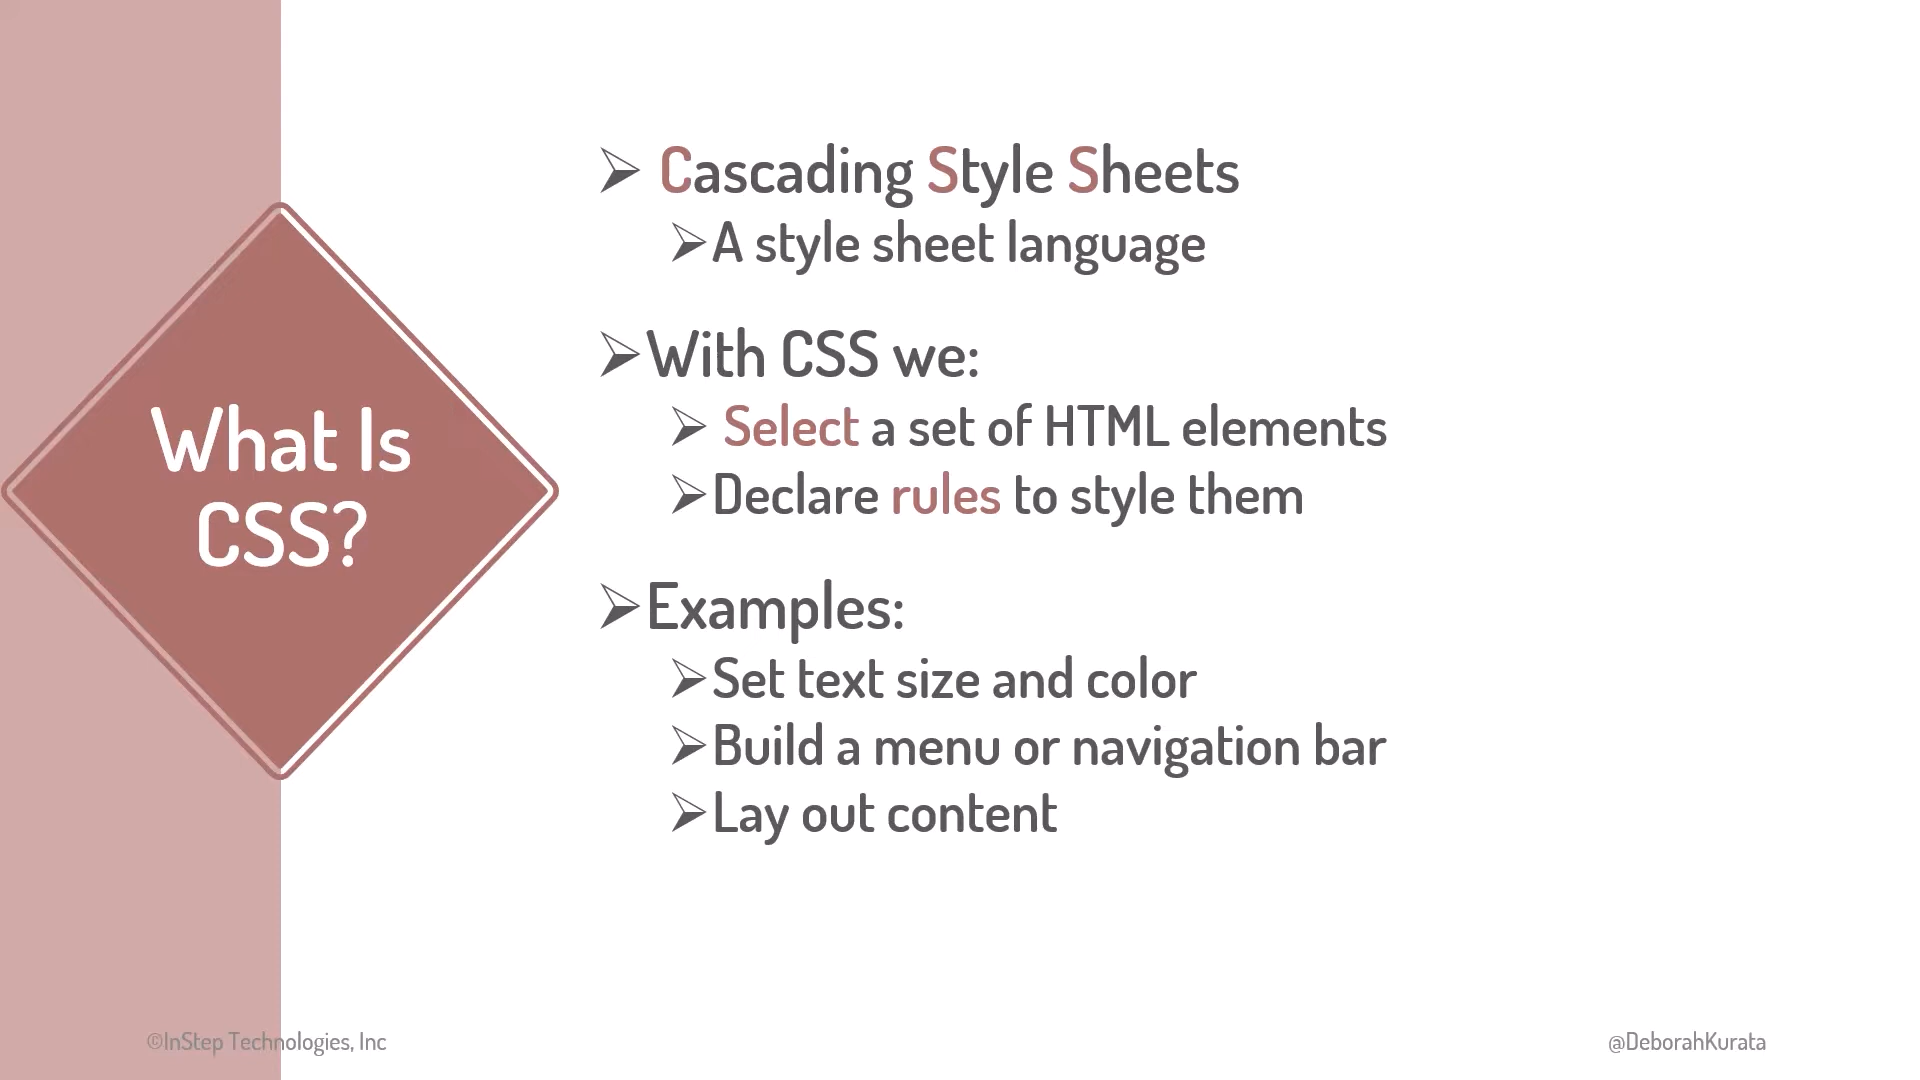 What Is
CSS?
Cascading Style Sheets
A style sheet language
With CSS we:
Select a set of HTML elements
Declare rules to style them
Examples:
Set text size and color
Build a menu or navigation bar
Lay out content
©InStep Technologies, Inc
@DeborahKurata